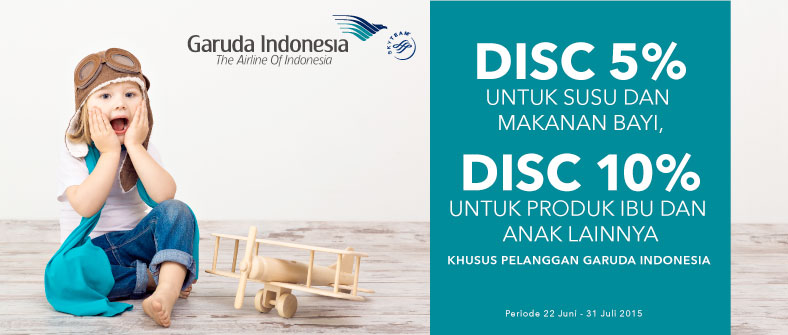 Garuda Indonesia
The Airline Of Indonesia
SKYTEAM
DISC 5%
UNTUK SUSU DAN
MAKANAN BAYI,
DISC 10%
UNTUK PRODUK IBU DAN
ANAK LAINNYA
KHUSUS PELANGGAN GARUDA INDONESIA
Periode 22 Juni - 31 Juli 2015